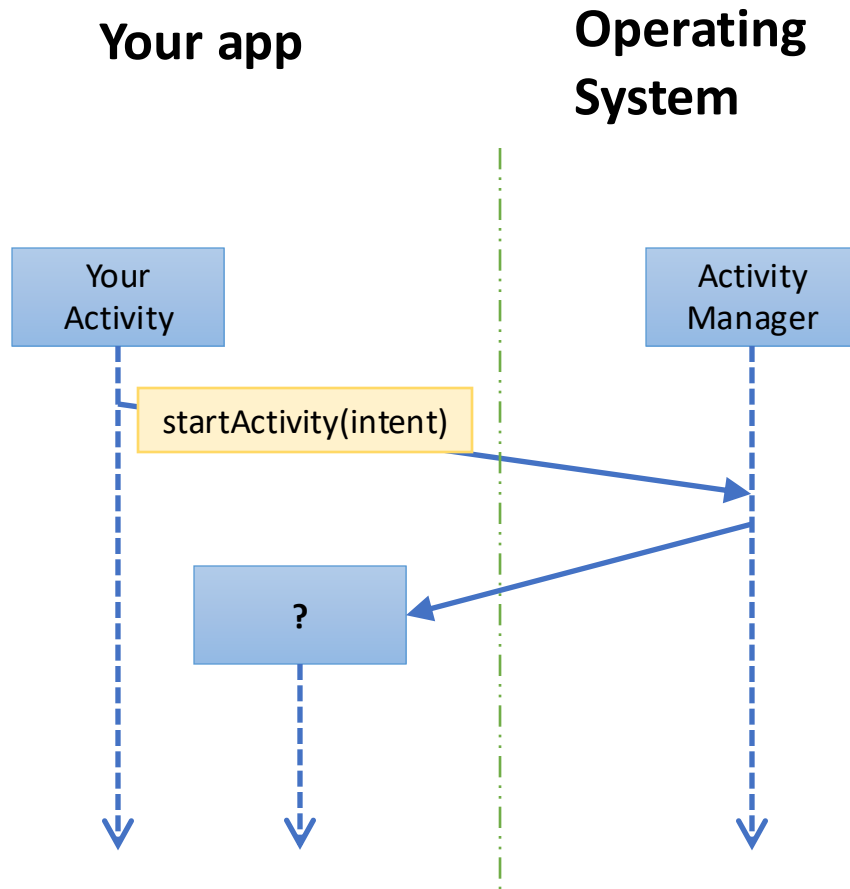 Your app
Operating
System
Your
Activity
Activity
Manager
startActivity(intent)
?